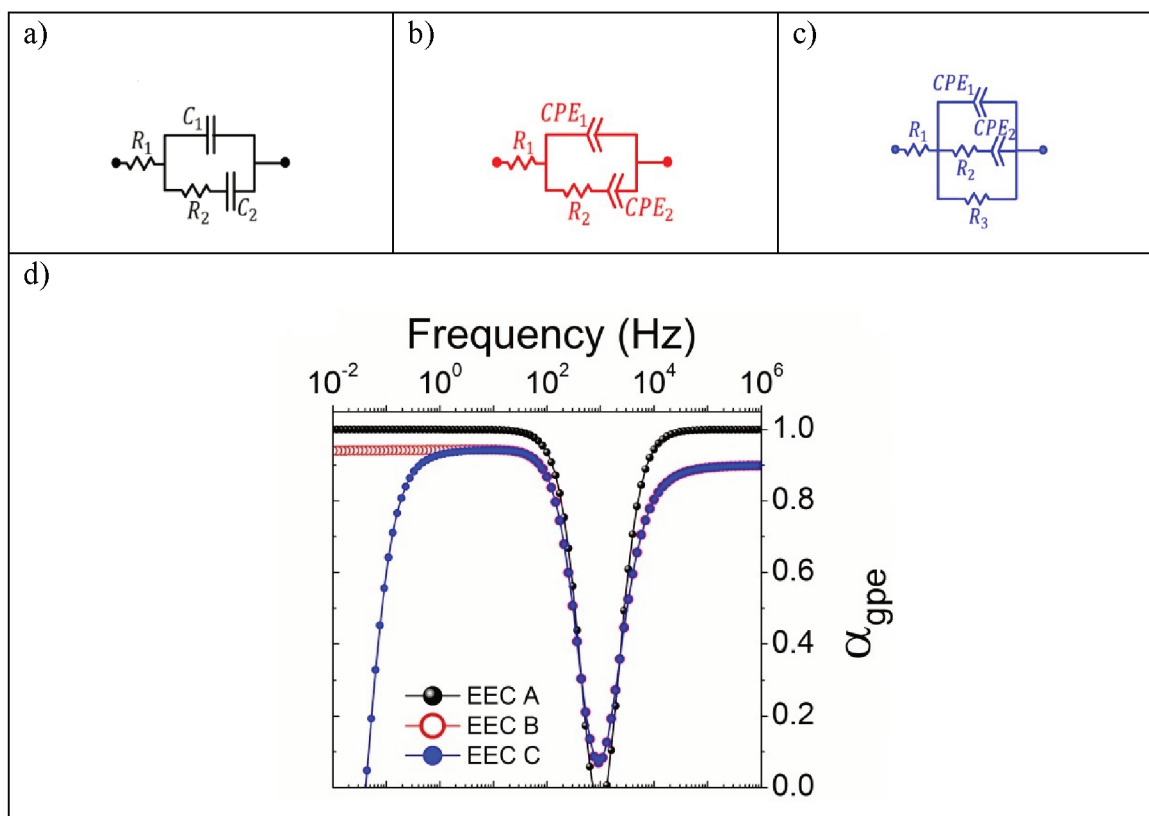 a)
C₁
R₁
R₂
C₂
b)
CPE₁
R₁
R₂
CPE₂
c)
CPE₁
R₁
CPE₂
R₂
R₃
d)
Frequency (Hz)
10⁻² 10⁰ 10² 10⁴ 10⁶
1.0
0.8
0.6
0.4
0.2
0.0
α_gpe
EEC A
EEC B
EEC C